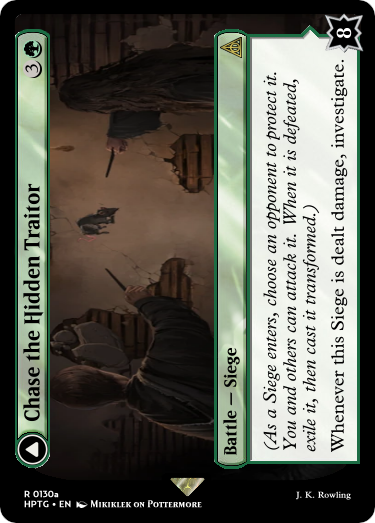 Chase the Hidden Traitor
3
Battle — Siege
(As a Siege enters, choose an opponent to protect it.
You and others can attack it. When it is defeated,
exile it, then cast it transformed.)
Whenever this Siege is dealt damage, investigate.
8
R 0130a
HPTG • EN Mikiklek on Pottermore
J. K. Rowling